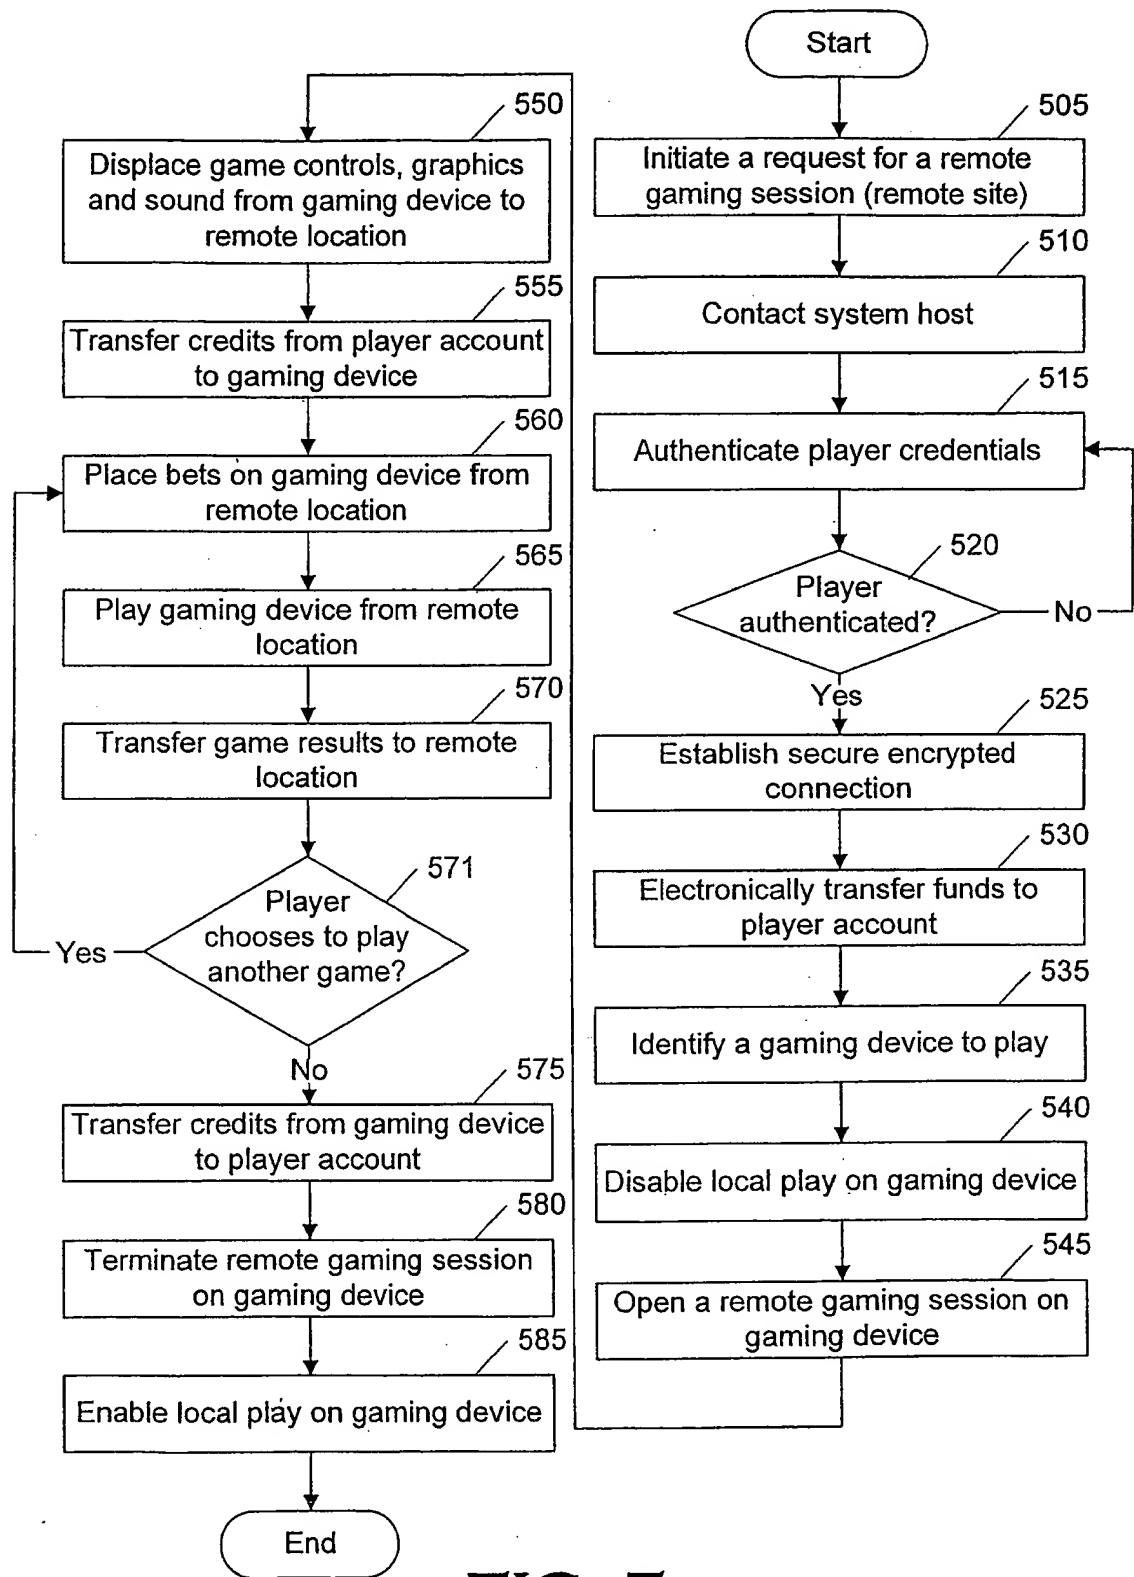 Start
505
Initiate a request for a remote
gaming session (remote site)
510
Contact system host
515
Authenticate player credentials
520
Player
authenticated?
No
Yes
525
Establish secure encrypted
connection
530
Electronically transfer funds to
player account
535
Identify a gaming device to play
540
Disable local play on gaming device
545
Open a remote gaming session on
gaming device
550
Displace game controls, graphics
and sound from gaming device to
remote location
555
Transfer credits from player account
to gaming device
560
Place bets on gaming device from
remote location
565
Play gaming device from remote
location
570
Transfer game results to remote
location
571
Player
chooses to play
another game?
Yes
No
575
Transfer credits from gaming device
to player account
580
Terminate remote gaming session
on gaming device
585
Enable local play on gaming device
End